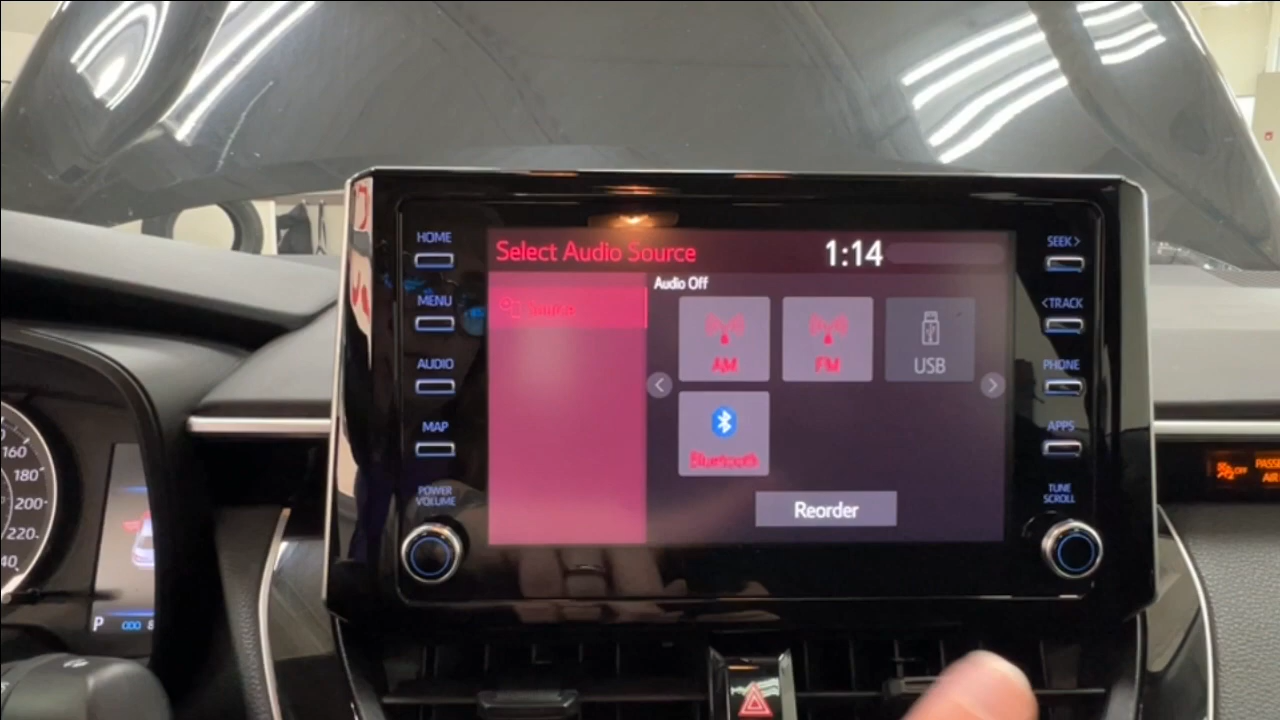 HOME
MENU
AUDIO
MAP
POWER
VOLUME
Select Audio Source
1:14
Source
Audio Off
AM
FM
USB
Bluetooth
Reorder
SEEK>
<TRACK
PHONE
APPS
TUNE
SCROLL
160
180
200
220
P